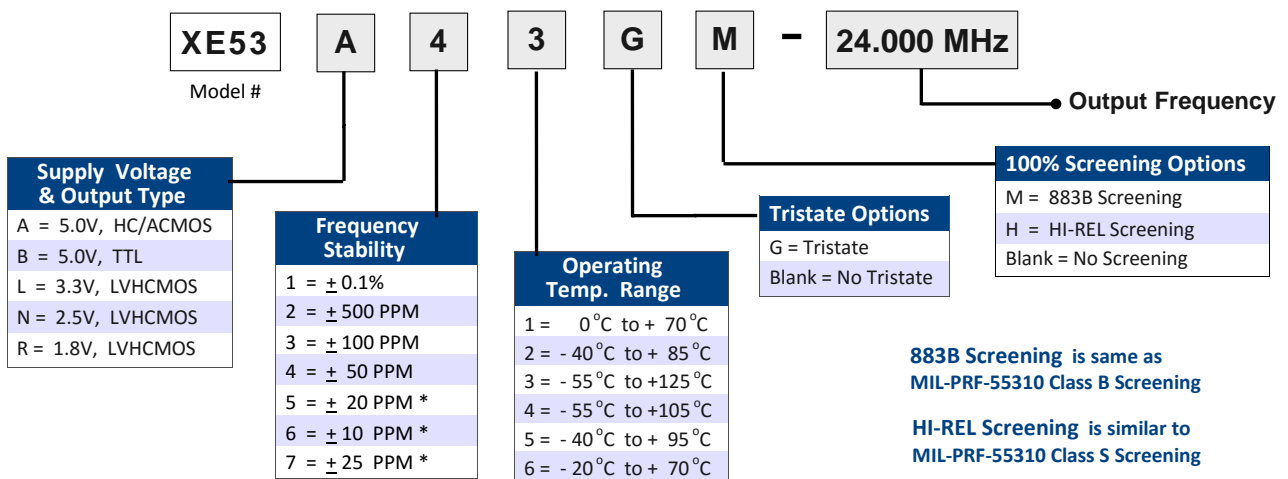 XE53 A 4 3 G M - 24.000 MHz
Model #
Output Frequency
Supply Voltage
& Output Type
A = 5.0V, HC/ACMOS
B = 5.0V, TTL
L = 3.3V, LVHCMOS
N = 2.5V, LVHCMOS
R = 1.8V, LVHCMOS
Frequency
Stability
1 = ± 0.1%
2 = ± 500 PPM
3 = ± 100 PPM
4 = ± 50 PPM
5 = ± 20 PPM *
6 = ± 10 PPM *
7 = ± 25 PPM *
Operating
Temp. Range
1 = 0°C to + 70°C
2 = - 40°C to + 85°C
3 = - 55°C to +125°C
4 = - 55°C to +105°C
5 = - 40°C to + 95°C
6 = - 20°C to + 70°C
Tristate Options
G = Tristate
Blank = No Tristate
100% Screening Options
M = 883B Screening
H = HI-REL Screening
Blank = No Screening
883B Screening is same as
MIL-PRF-55310 Class B Screening
HI-REL Screening is similar to
MIL-PRF-55310 Class S Screening